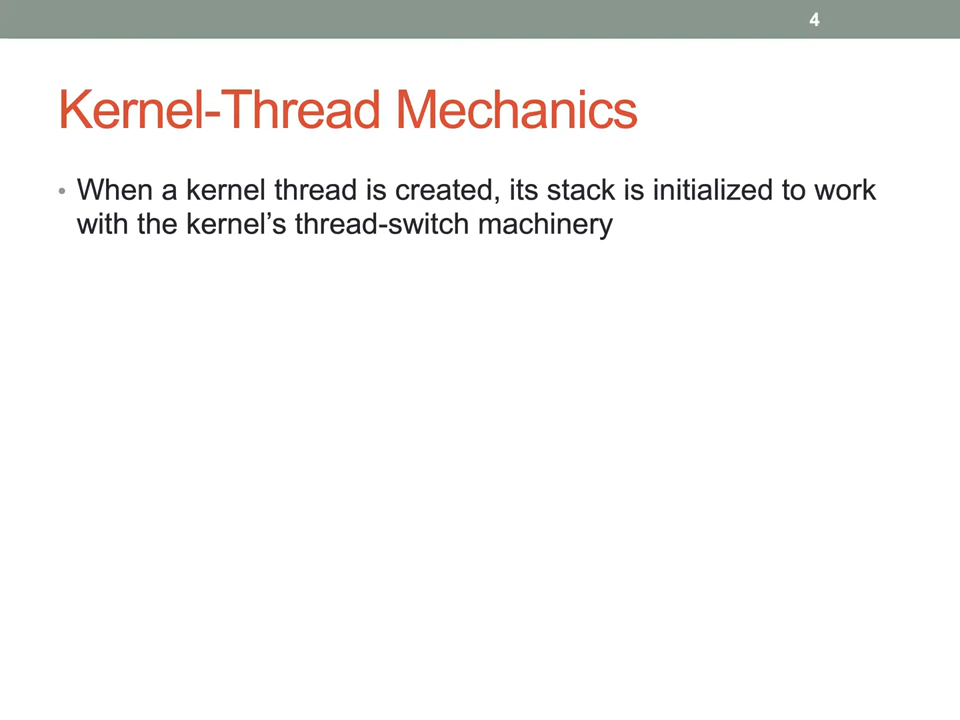 4
Kernel-Thread Mechanics
• When a kernel thread is created, its stack is initialized to work
with the kernel’s thread-switch machinery